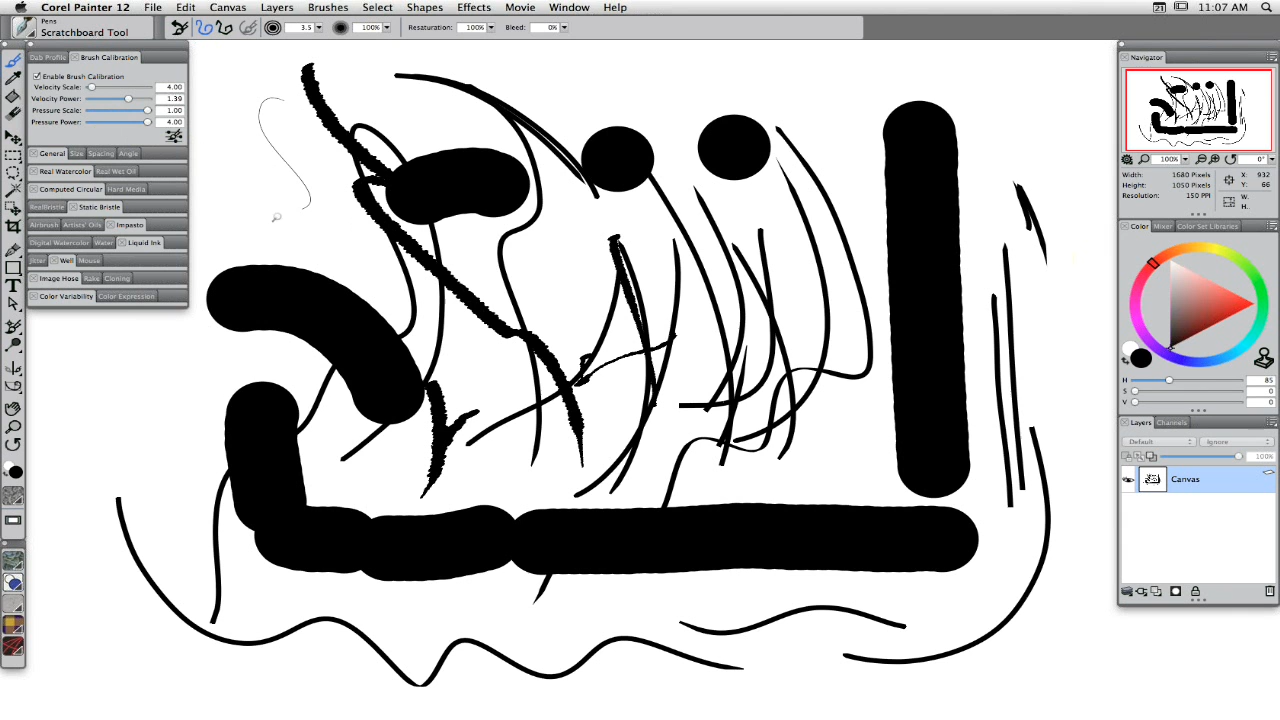 Corel Painter 12 File Edit Canvas Layers Brushes Select Shapes Effects Movie Window Help 11:07 AM
Pens
Scratchboard Tool
3.5 100% Resaturation: 100% Bleed: 0%
Dab Profile Brush Calibration
Enable Brush Calibration
Velocity Scale: 4.00
Velocity Power: 1.39
Pressure Scale: 1.00
Pressure Power: 4.00
General Size Spacing Angle
Real Watercolor Real Wet Oil
Computed Circular Hard Media
RealBristle Static Bristle
Airbrush Artists' Oils Impasto
Digital Watercolor Water Liquid Ink
Jitter Well Mouse
Image Hose Rake Cloning
Color Variability Color Expression
Navigator
100% 0°
Width: 1680 Pixels X: 932
Height: 1050 Pixels Y: 66
Resolution: 150 PPI W:
H:
Color Mixer Color Set Libraries
H 85
S 0
V 0
Layers Channels
Default Ignore
100%
Canvas